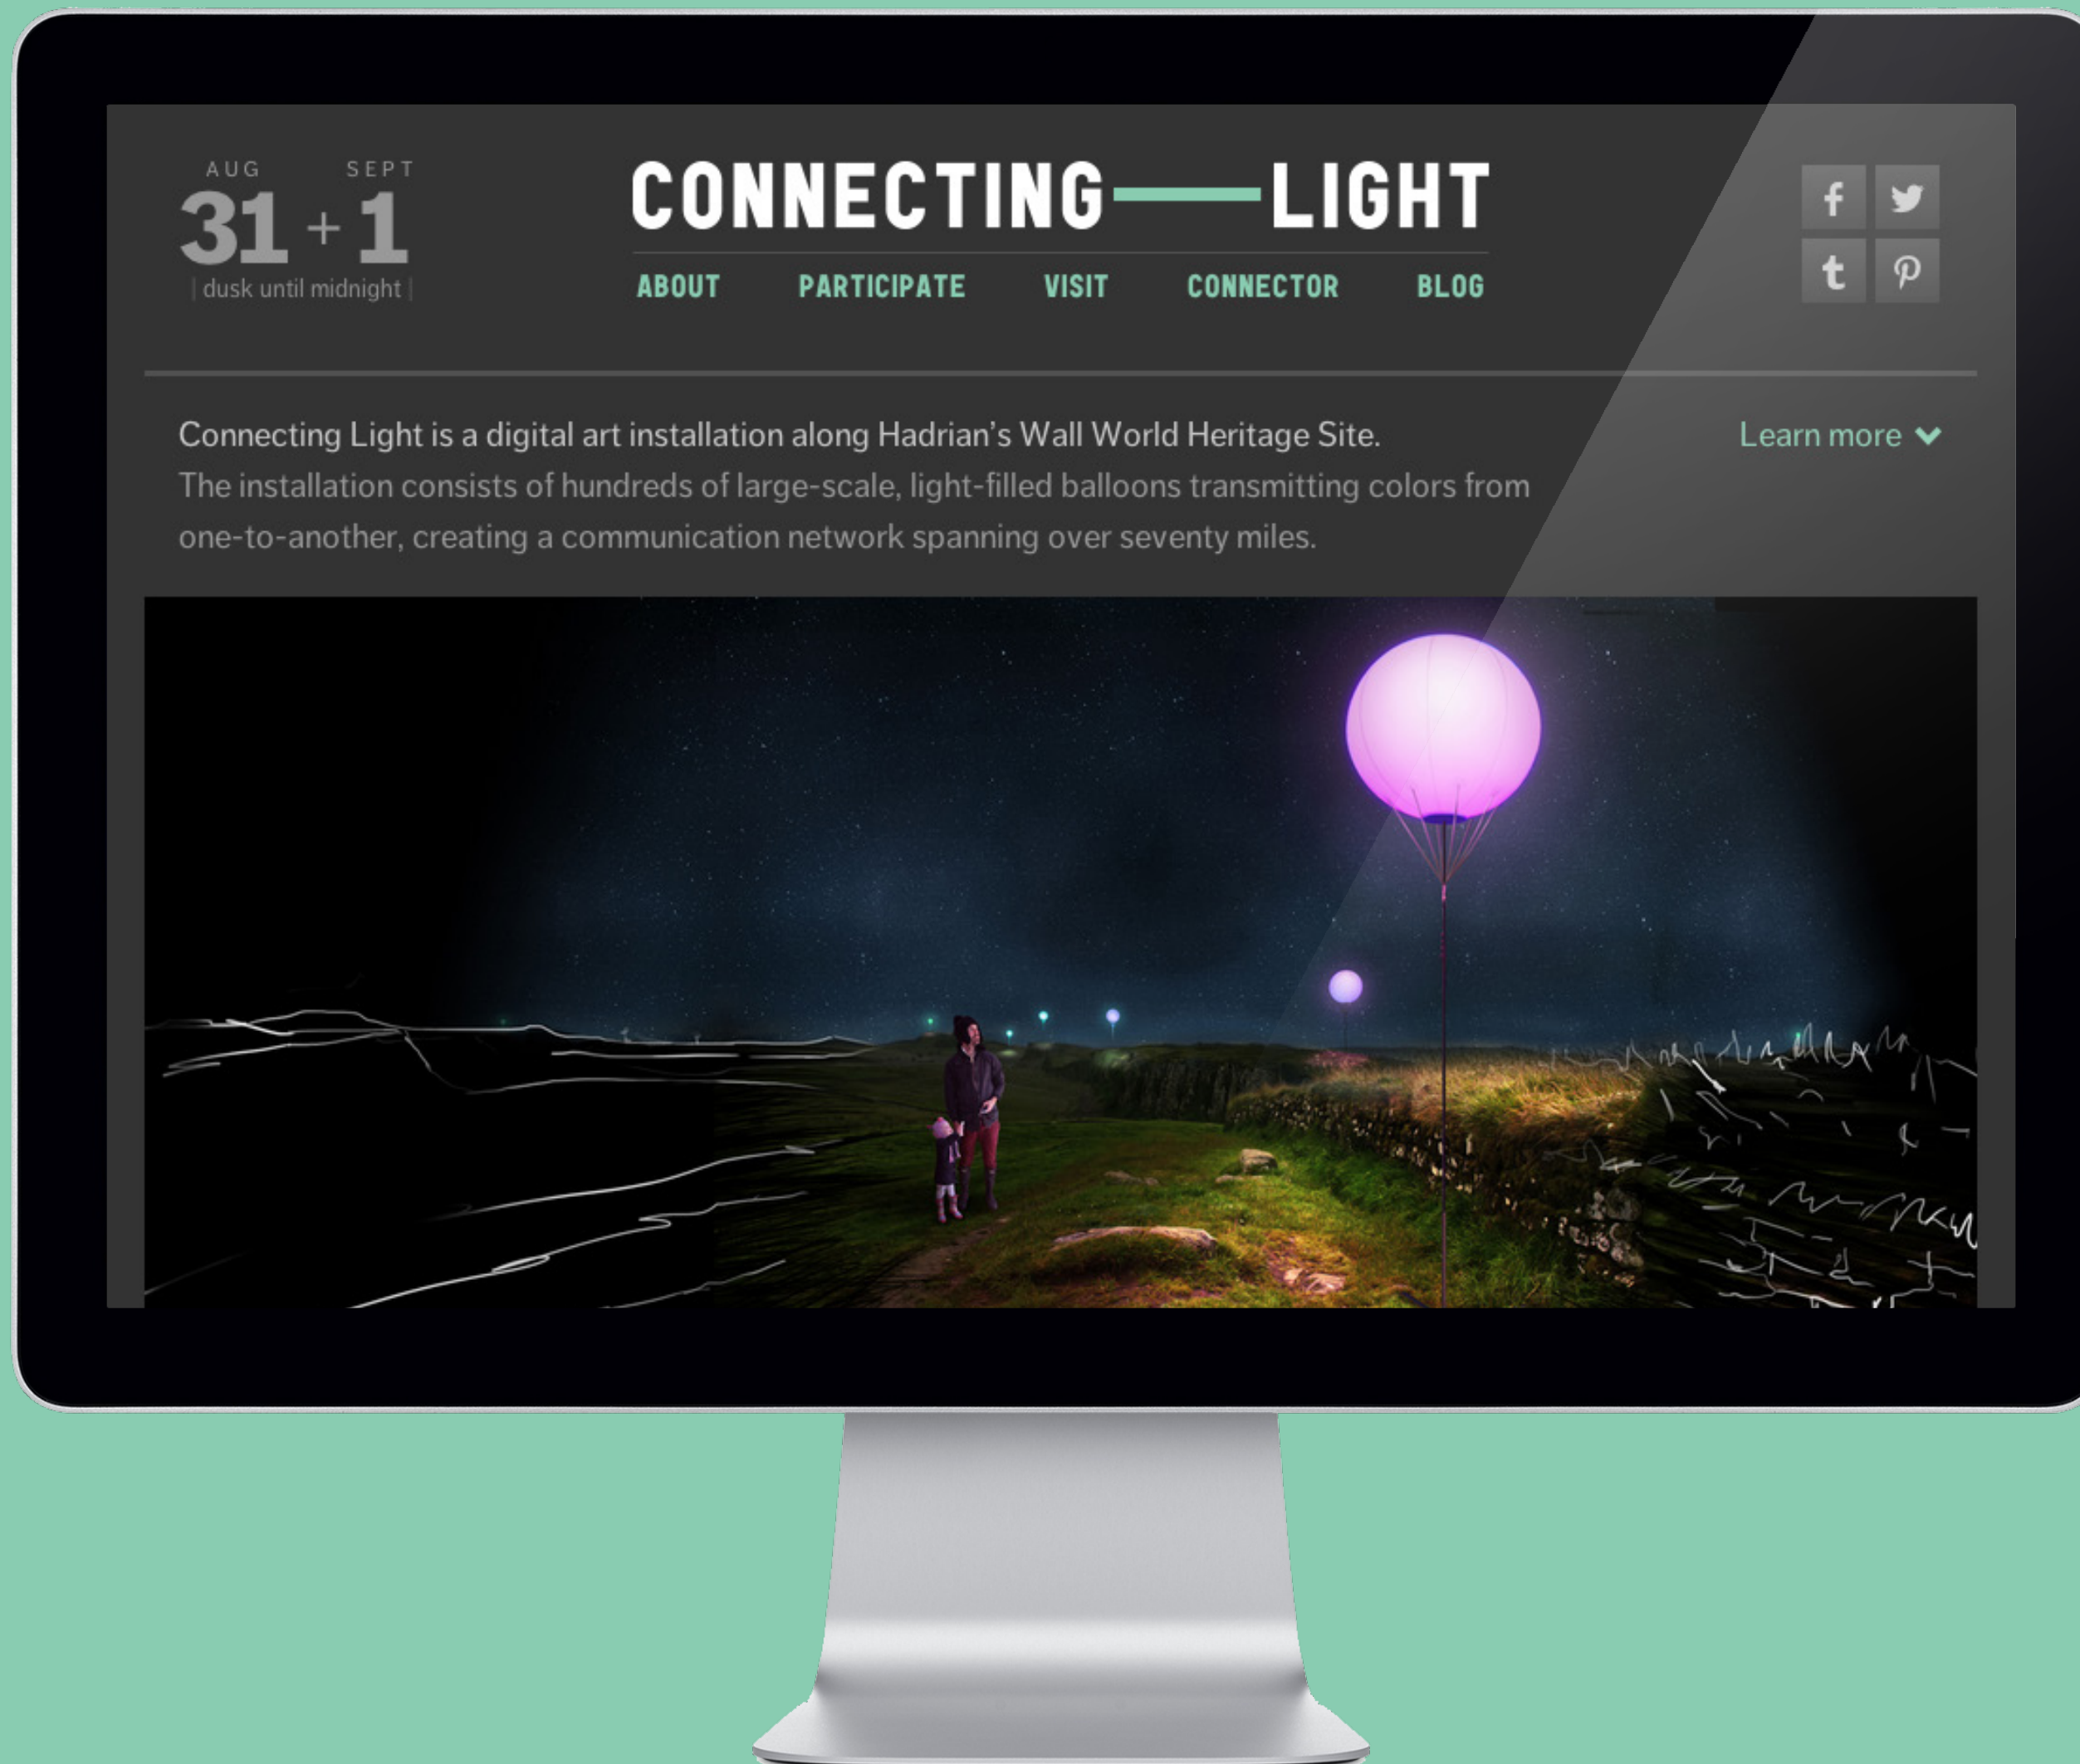 AUG SEPT
31 + 1
| dusk until midnight |
CONNECTING—LIGHT
ABOUT PARTICIPATE VISIT CONNECTOR BLOG
Connecting Light is a digital art installation along Hadrian’s Wall World Heritage Site.
Learn more
The installation consists of hundreds of large-scale, light-filled balloons transmitting colors from
one-to-another, creating a communication network spanning over seventy miles.